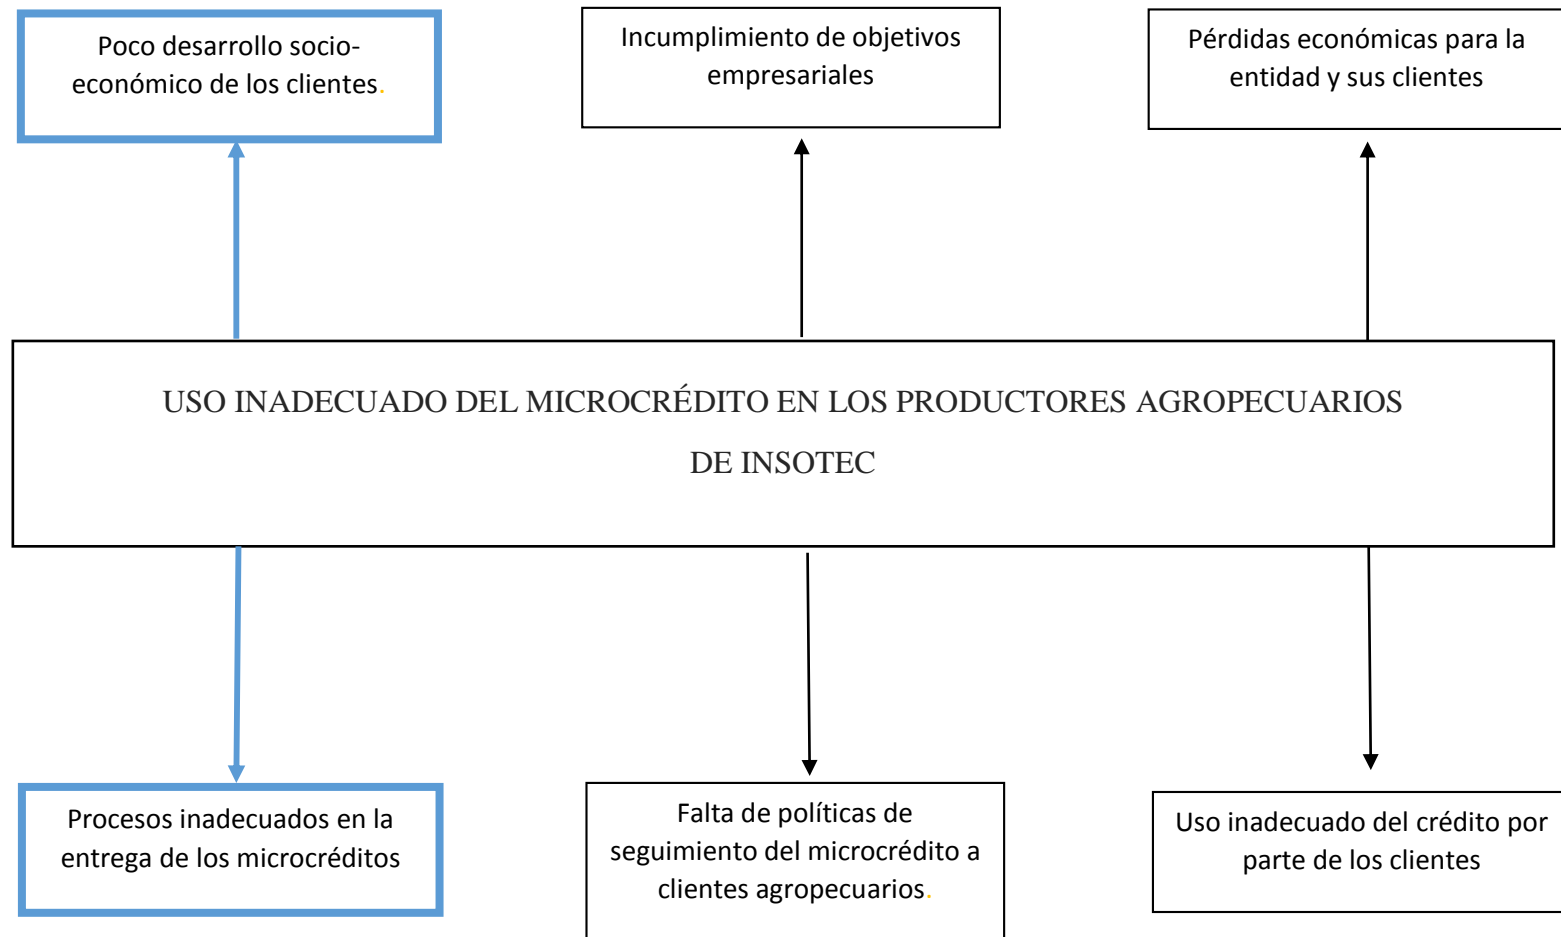 Poco desarrollo socio-
económico de los clientes.
Incumplimiento de objetivos
empresariales
Pérdidas económicas para la
entidad y sus clientes
USO INADECUADO DEL MICROCRÉDITO EN LOS PRODUCTORES AGROPECUARIOS
DE INSOTEC
Procesos inadecuados en la
entrega de los microcréditos
Falta de políticas de
seguimiento del microcrédito a
clientes agropecuarios.
Uso inadecuado del crédito por
parte de los clientes